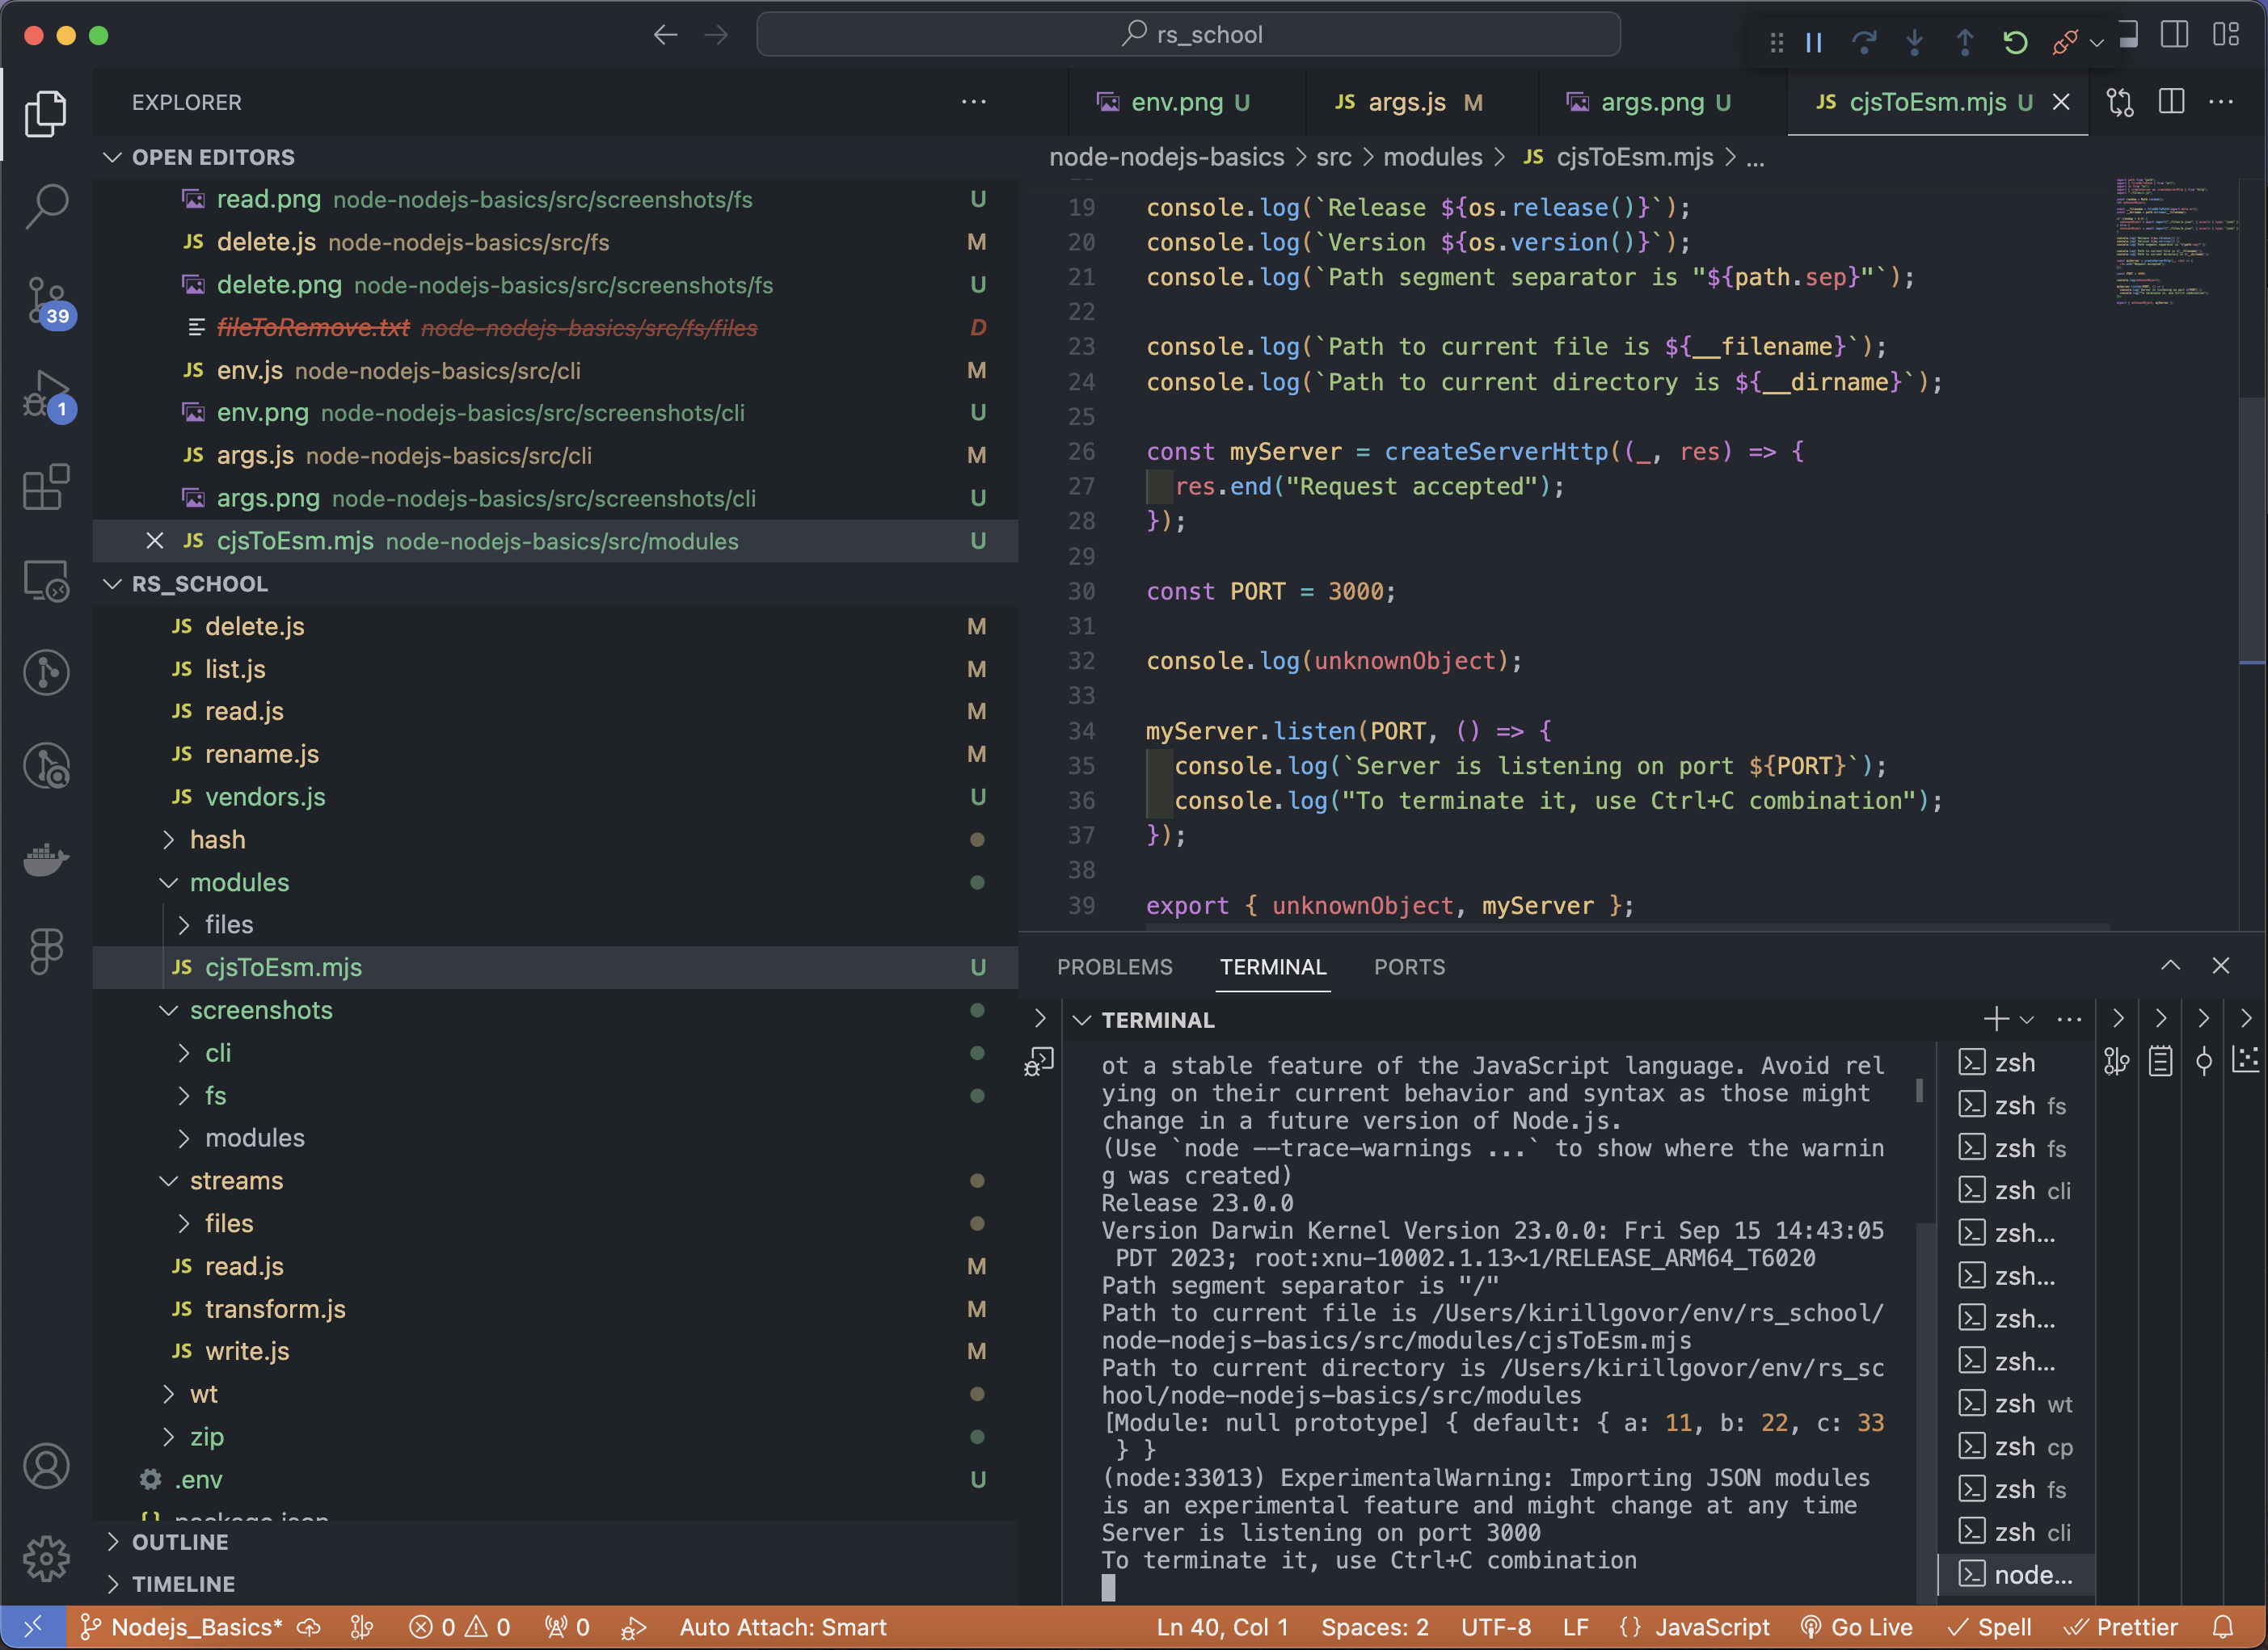 rs_school
EXPLORER
OPEN EDITORS
read.png node-nodejs-basics/src/screenshots/fs U
JS delete.js node-nodejs-basics/src/fs M
delete.png node-nodejs-basics/src/screenshots/fs U
fileToRemove.txt node-nodejs-basics/src/fs/files D
JS env.js node-nodejs-basics/src/cli M
env.png node-nodejs-basics/src/screenshots/cli U
JS args.js node-nodejs-basics/src/cli M
args.png node-nodejs-basics/src/screenshots/cli U
JS cjsToEsm.mjs node-nodejs-basics/src/modules U
RS_SCHOOL
JS delete.js M
JS list.js M
JS read.js M
JS rename.js M
JS vendors.js U
hash
modules
files
JS cjsToEsm.mjs U
screenshots
cli
fs
modules
streams
files
JS read.js M
JS transform.js M
JS write.js M
wt
zip
.env U
package.json
OUTLINE
TIMELINE
39
1
env.png U
JS args.js M
args.png U
JS cjsToEsm.mjs U
node-nodejs-basics > src > modules > JS cjsToEsm.mjs > ...
19 console.log(`Release ${os.release()}`);
20 console.log(`Version ${os.version()}`);
21 console.log(`Path segment separator is "${path.sep}"`);
22
23 console.log(`Path to current file is ${__filename}`);
24 console.log(`Path to current directory is ${__dirname}`);
25
26 const myServer = createServerHttp((_, res) => {
27 res.end("Request accepted");
28 });
29
30 const PORT = 3000;
31
32 console.log(unknownObject);
33
34 myServer.listen(PORT, () => {
35 console.log(`Server is listening on port ${PORT}`);
36 console.log("To terminate it, use Ctrl+C combination");
37 });
38
39 export { unknownObject, myServer };
PROBLEMS TERMINAL PORTS
TERMINAL
ot a stable feature of the JavaScript language. Avoid rel
ying on their current behavior and syntax as those might
change in a future version of Node.js.
(Use `node --trace-warnings ...` to show where the warnin
g was created)
Release 23.0.0
Version Darwin Kernel Version 23.0.0: Fri Sep 15 14:43:05
PDT 2023; root:xnu-10002.1.13~1/RELEASE_ARM64_T6020
Path segment separator is "/"
Path to current file is /Users/kirillgovor/env/rs_school/
node-nodejs-basics/src/modules/cjsToEsm.mjs
Path to current directory is /Users/kirillgovor/env/rs_sc
hool/node-nodejs-basics/src/modules
[Module: null prototype] { default: { a: 11, b: 22, c: 33
} }
(node:33013) ExperimentalWarning: Importing JSON modules
is an experimental feature and might change at any time
Server is listening on port 3000
To terminate it, use Ctrl+C combination
zsh
zsh fs
zsh fs
zsh cli
zsh...
zsh...
zsh...
zsh...
zsh wt
zsh cp
zsh fs
zsh cli
node...
Nodejs_Basics* 0 0 0 Auto Attach: Smart Ln 40, Col 1 Spaces: 2 UTF-8 LF {} JavaScript Go Live Spell Prettier